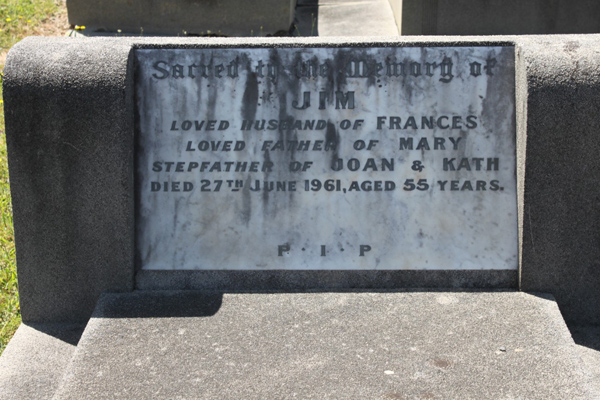 Sacred to the Memory of
JIM
LOVED HUSBAND OF FRANCES
LOVED FATHER OF MARY
STEPFATHER OF JOAN & KATH
DIED 27TH JUNE 1961, AGED 55 YEARS.
R · I · P